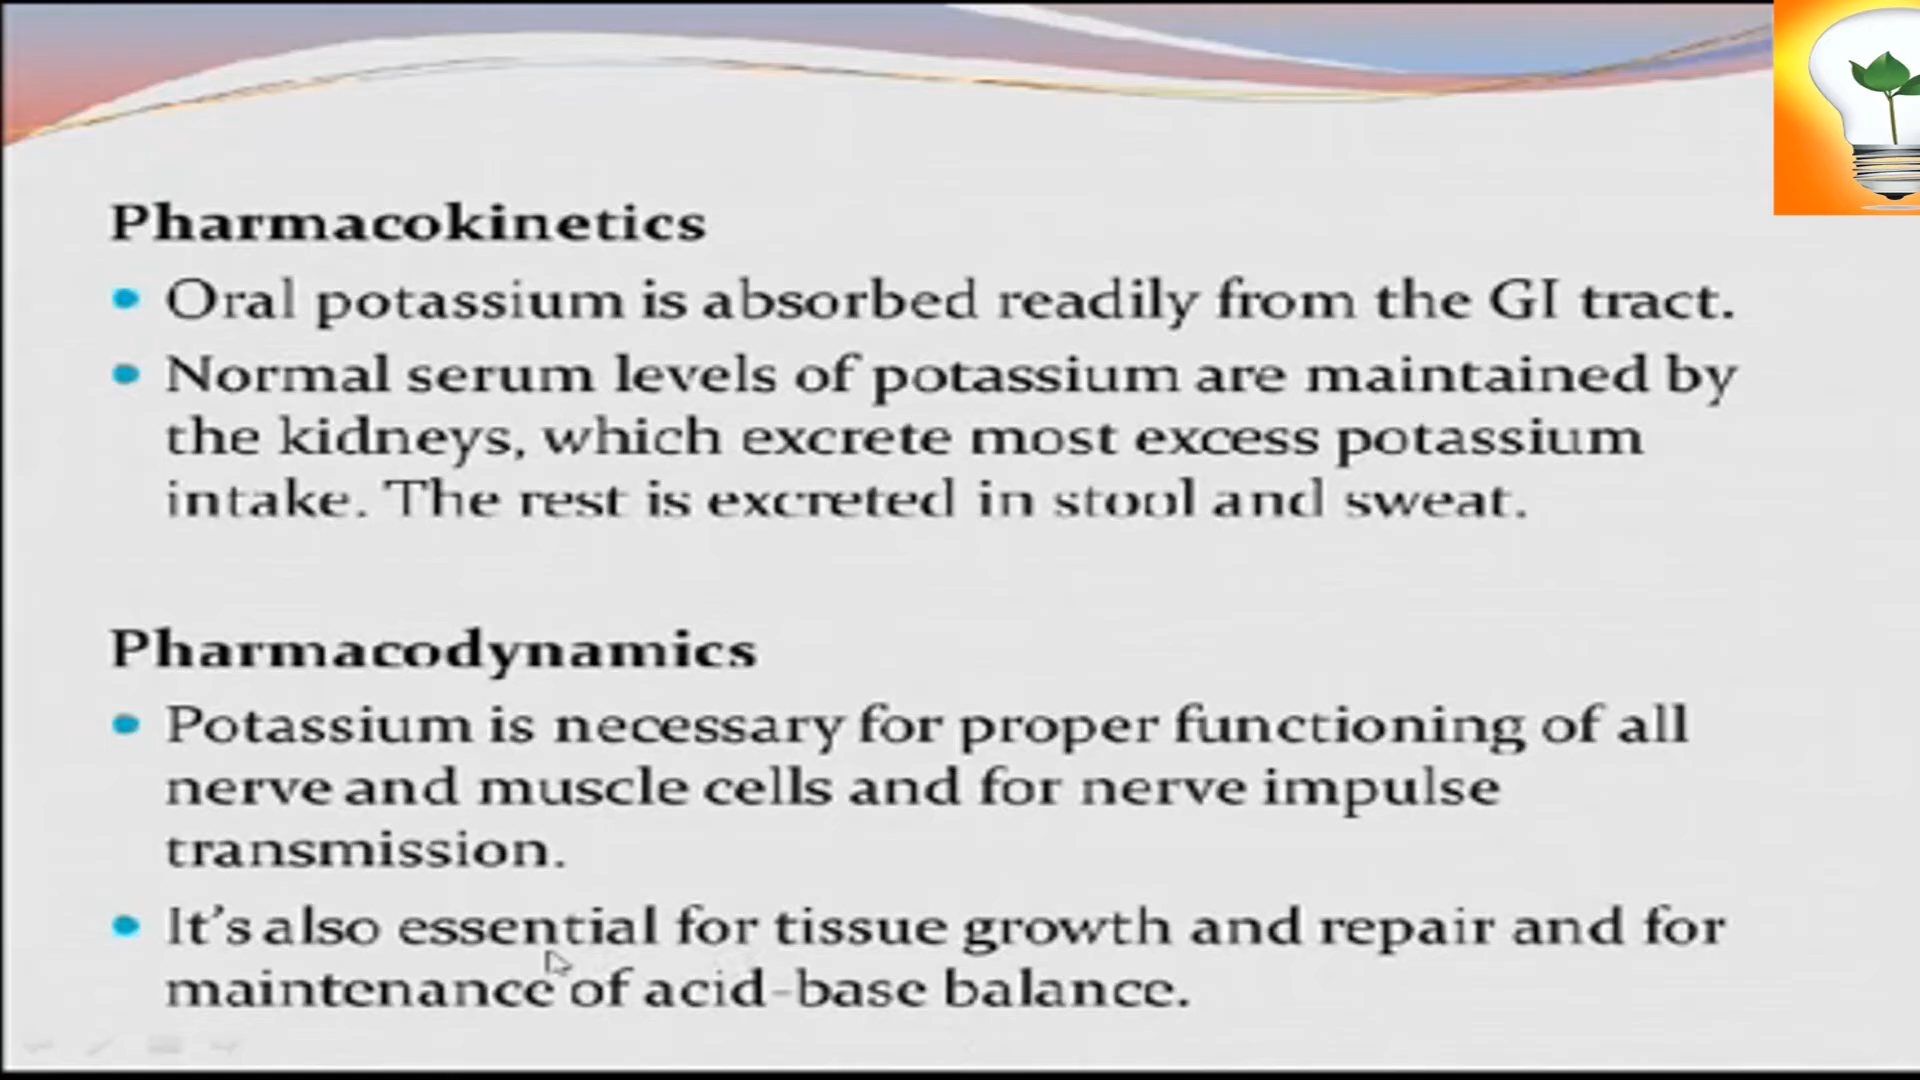 Pharmacokinetics
• Oral potassium is absorbed readily from the GI tract.
• Normal serum levels of potassium are maintained by
the kidneys, which excrete most excess potassium
intake. The rest is excreted in stool and sweat.
Pharmacodynamics
• Potassium is necessary for proper functioning of all
nerve and muscle cells and for nerve impulse
transmission.
• It's also essential for tissue growth and repair and for
maintenance of acid-base balance.